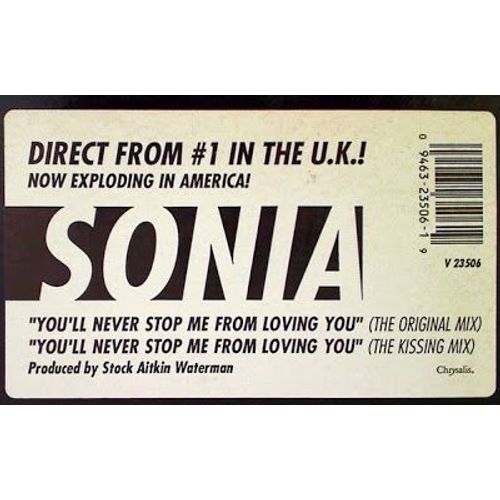 DIRECT FROM #1 IN THE U.K.!
NOW EXPLODING IN AMERICA!
SONIA
"YOU'LL NEVER STOP ME FROM LOVING YOU" (THE ORIGINAL MIX)
"YOU'LL NEVER STOP ME FROM LOVING YOU" (THE KISSING MIX)
Produced by Stock Aitkin Waterman
0 9463-23506-1 9
V 23506
Chrysalis.